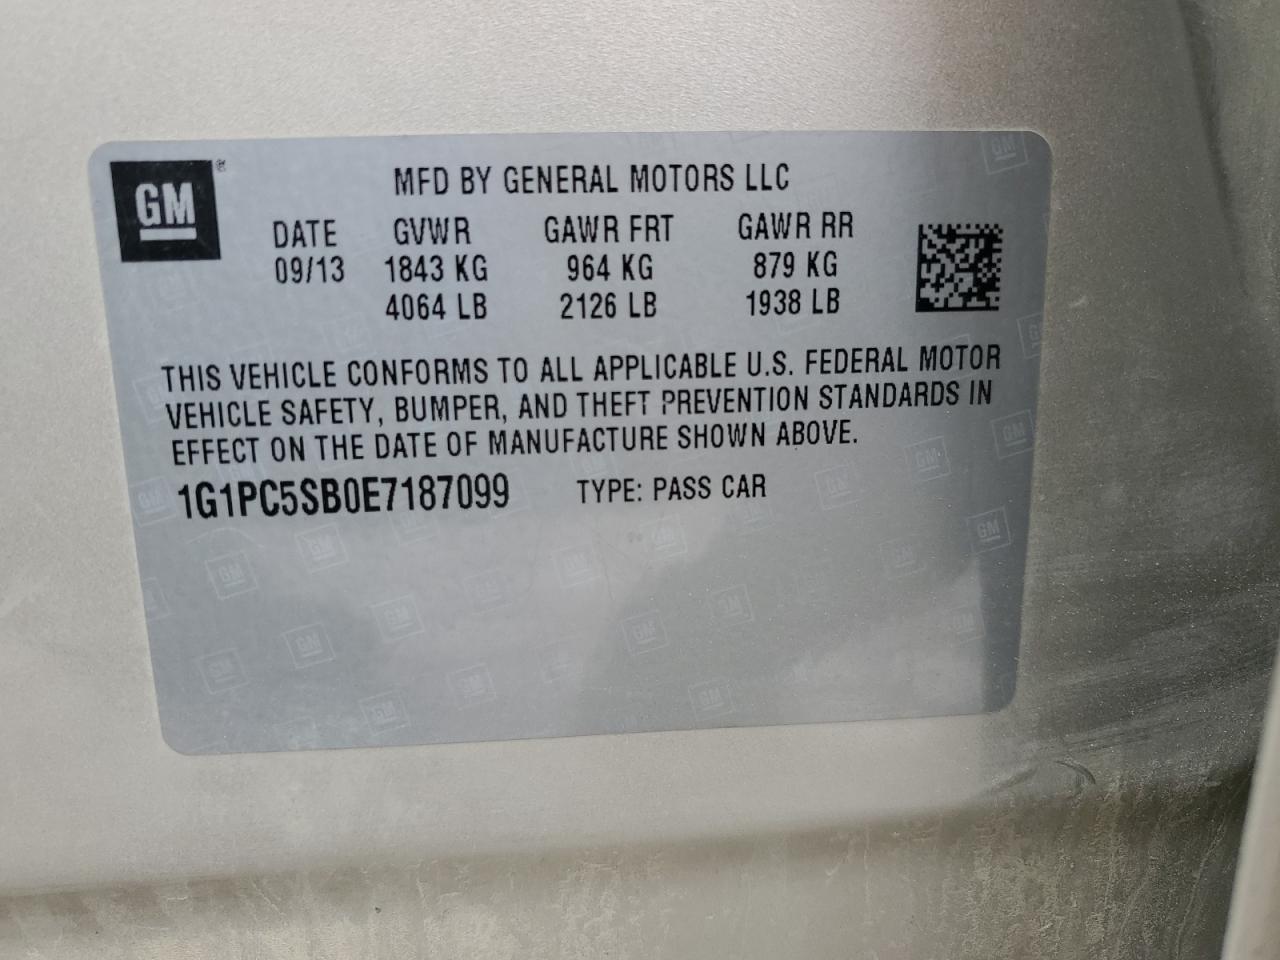 GM ®
MFD BY GENERAL MOTORS LLC
DATE GVWR GAWR FRT GAWR RR
09/13 1843 KG 964 KG 879 KG
4064 LB 2126 LB 1938 LB
THIS VEHICLE CONFORMS TO ALL APPLICABLE U.S. FEDERAL MOTOR
VEHICLE SAFETY, BUMPER, AND THEFT PREVENTION STANDARDS IN
EFFECT ON THE DATE OF MANUFACTURE SHOWN ABOVE.
1G1PC5SB0E7187099 TYPE: PASS CAR